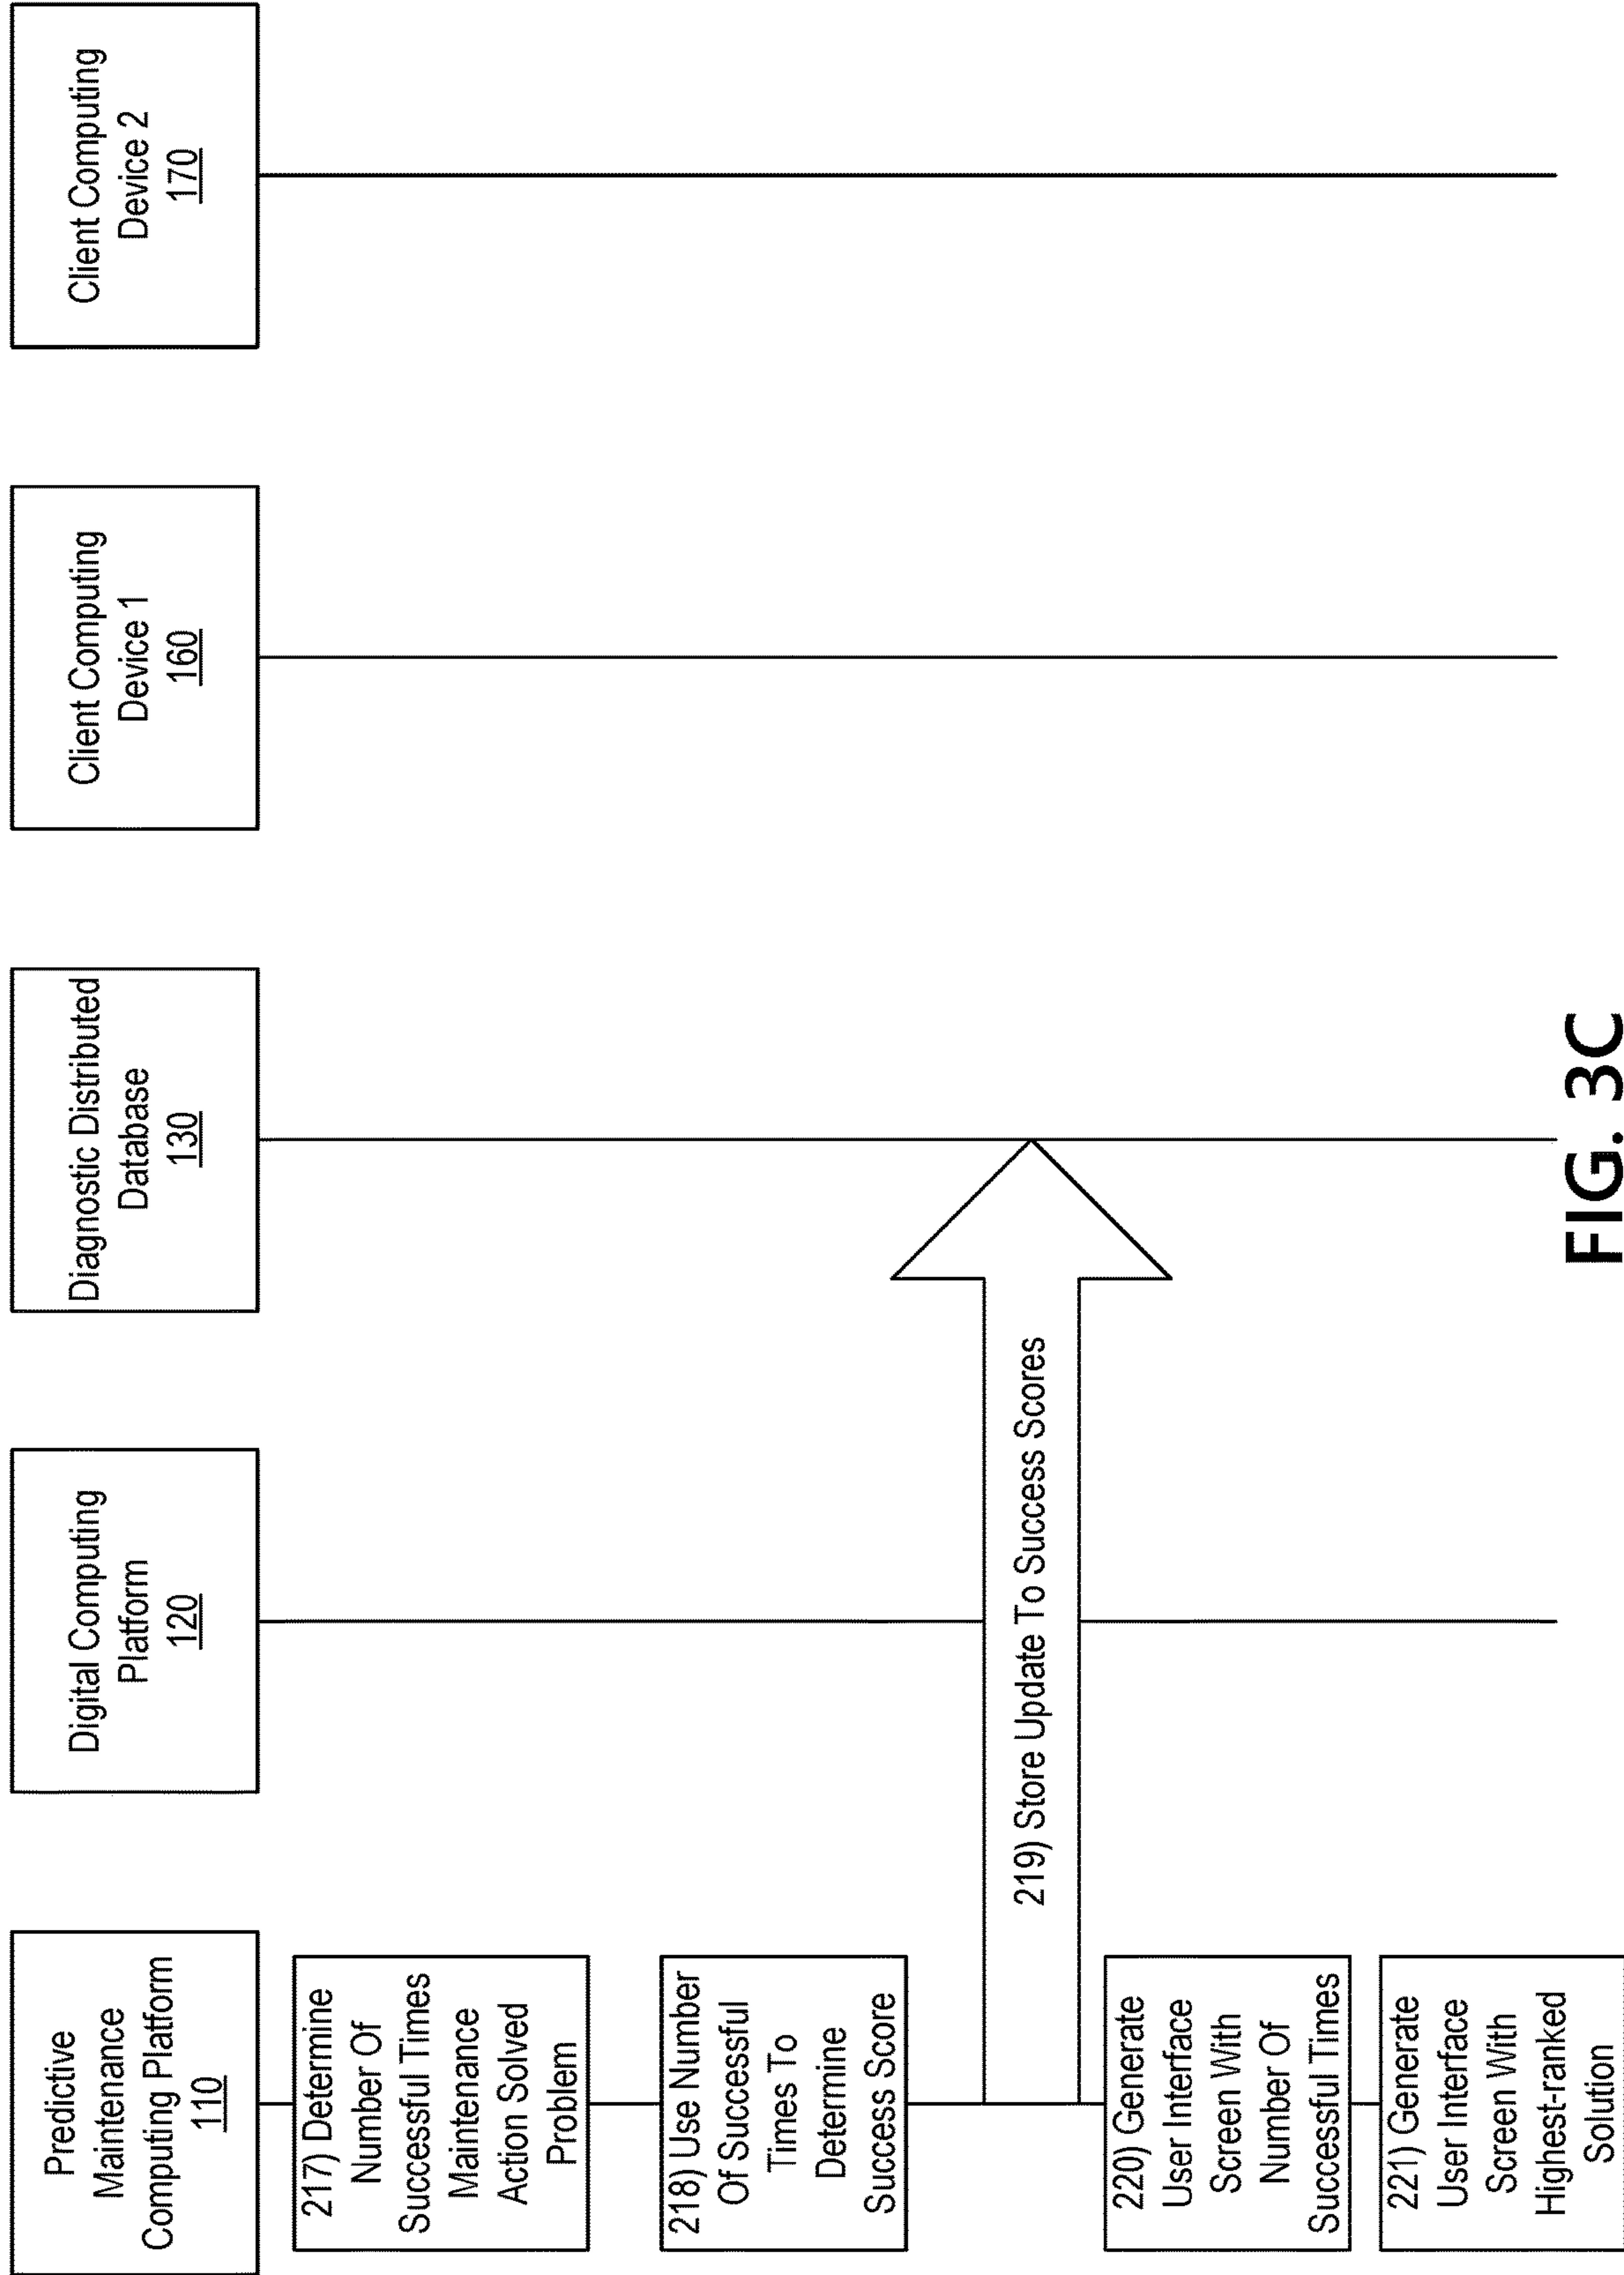 Predictive
Maintenance
Computing Platform
110
Digital Computing
Platform
120
Diagnostic Distributed
Database
130
Client Computing
Device 1
160
Client Computing
Device 2
170
217) Determine
Number Of
Successful Times
Maintenance
Action Solved
Problem
218) Use Number
Of Successful
Times To
Determine
Success Score
219) Store Update To Success Scores
220) Generate
User Interface
Screen With
Number Of
Successful Times
221) Generate
User Interface
Screen With
Highest-ranked
Solution
FIG. 3C